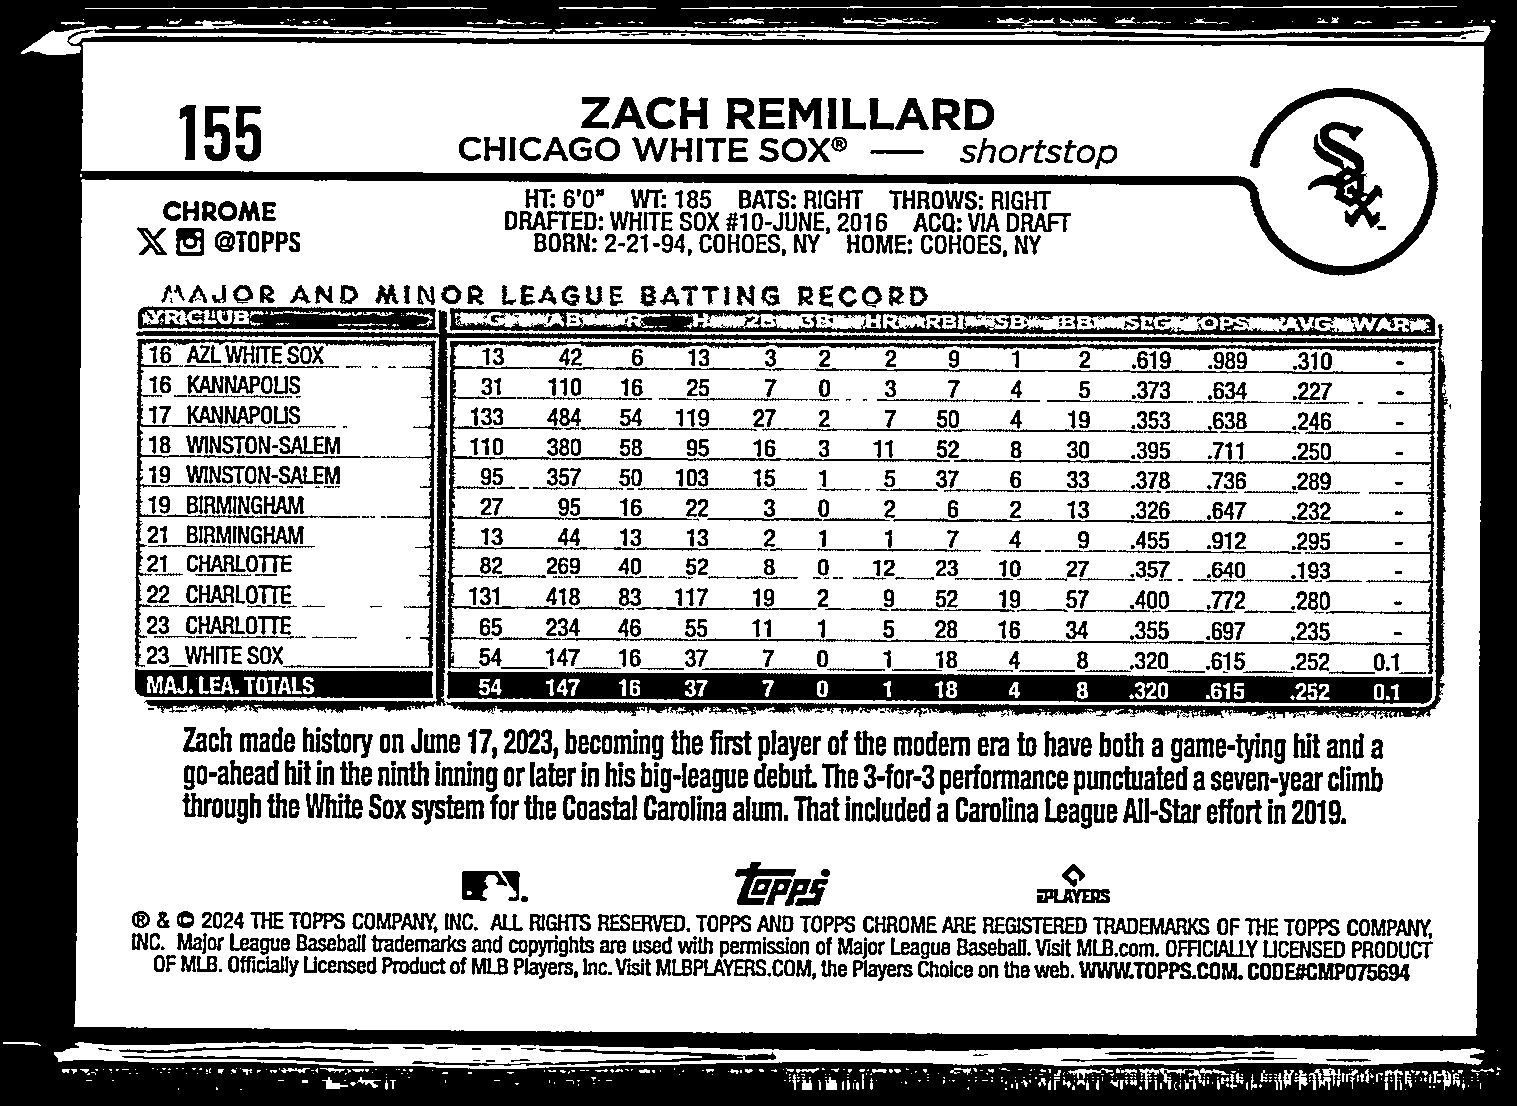 155
ZACH REMILLARD
CHICAGO WHITE SOX® — shortstop
CHROME
X @TOPPS
HT: 6'0" WT: 185 BATS: RIGHT THROWS: RIGHT
DRAFTED: WHITE SOX #10-JUNE, 2016 ACQ: VIA DRAFT
BORN: 2-21-94, COHOES, NY HOME: COHOES, NY
Sox
MAJOR AND MINOR LEAGUE BATTING RECORD
YR CLUB G AB R H 2B 3B HR RBI SB BB SLG OPS AVG WAR
16 AZL WHITE SOX 13 42 6 13 3 2 2 9 1 2 .619 .989 .310 -
16 KANNAPOLIS 31 110 16 25 7 0 3 7 4 5 .373 .634 .227 -
17 KANNAPOLIS 133 484 54 119 27 2 7 50 4 19 .353 .638 .246 -
18 WINSTON-SALEM 110 380 58 95 16 3 11 52 8 30 .395 .711 .250 -
19 WINSTON-SALEM 95 357 50 103 15 1 5 37 6 33 .378 .736 .289 -
19 BIRMINGHAM 27 95 16 22 3 0 2 6 2 13 .326 .647 .232 -
21 BIRMINGHAM 13 44 13 13 2 1 1 7 4 9 .455 .912 .295 -
21 CHARLOTTE 82 269 40 52 8 0 12 23 10 27 .357 .640 .193 -
22 CHARLOTTE 131 418 83 117 19 2 9 52 19 57 .400 .772 .280 -
23 CHARLOTTE 65 234 46 55 11 1 5 28 16 34 .355 .697 .235 -
23 WHITE SOX 54 147 16 37 7 0 1 18 4 8 .320 .615 .252 0.1
MAJ. LEA. TOTALS 54 147 16 37 7 0 1 18 4 8 .320 .615 .252 0.1
Zach made history on June 17, 2023, becoming the first player of the modern era to have both a game-tying hit and a
go-ahead hit in the ninth inning or later in his big-league debut. The 3-for-3 performance punctuated a seven-year climb
through the White Sox system for the Coastal Carolina alum. That included a Carolina League All-Star effort in 2019.
topps
PLAYERS
® & © 2024 THE TOPPS COMPANY, INC. ALL RIGHTS RESERVED. TOPPS AND TOPPS CHROME ARE REGISTERED TRADEMARKS OF THE TOPPS COMPANY,
INC. Major League Baseball trademarks and copyrights are used with permission of Major League Baseball. Visit MLB.com. OFFICIALLY LICENSED PRODUCT
OF MLB. Officially Licensed Product of MLB Players, Inc. Visit MLBPLAYERS.COM, the Players Choice on the web. WWW.TOPPS.COM. CODE#CMP075694